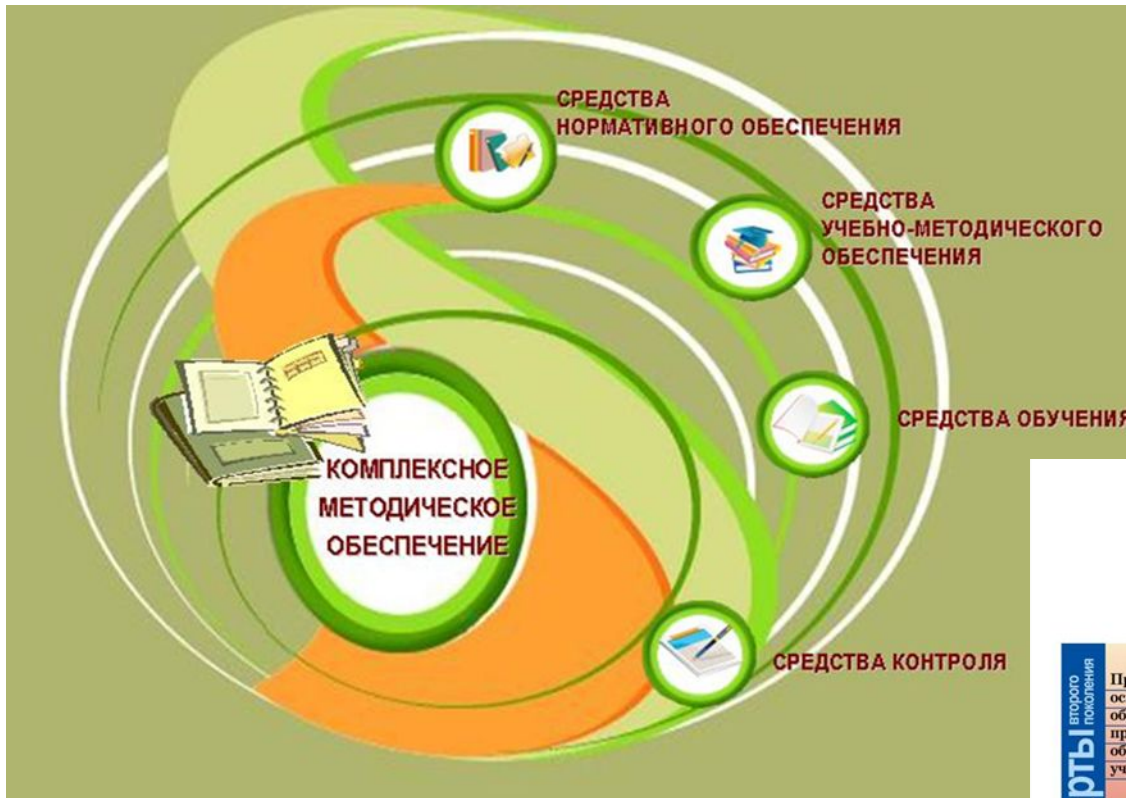 СРЕДСТВА
НОРМАТИВНОГО ОБЕСПЕЧЕНИЯ
СРЕДСТВА
УЧЕБНО-МЕТОДИЧЕСКОГО
ОБЕСПЕЧЕНИЯ
СРЕДСТВА ОБУЧЕНИЯ
КОМПЛЕКСНОЕ
МЕТОДИЧЕСКОЕ
ОБЕСПЕЧЕНИЕ
СРЕДСТВА КОНТРОЛЯ
второго
поколения